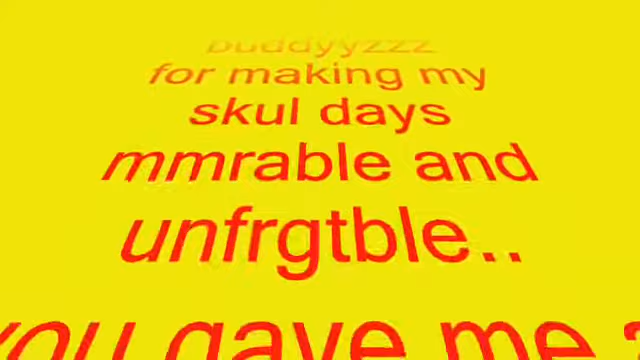 buddyyzzz
for making my
skul days
mmrable and
unfrgtble..
you gave me